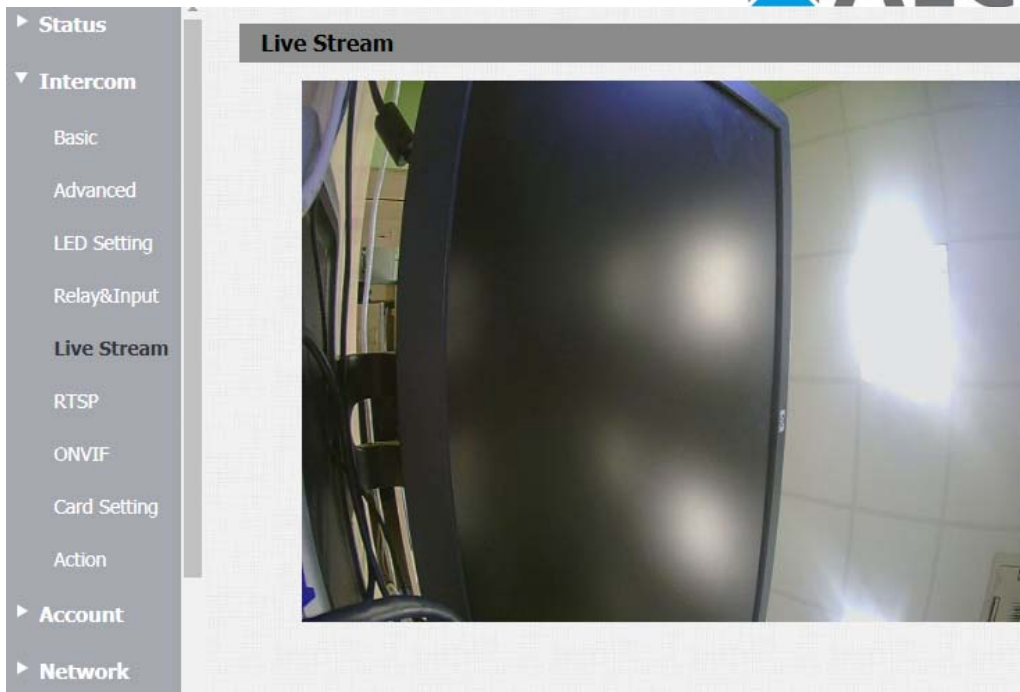 Status
Live Stream
Intercom
Basic
Advanced
LED Setting
Relay&Input
Live Stream
RTSP
ONVIF
Card Setting
Action
Account
Network